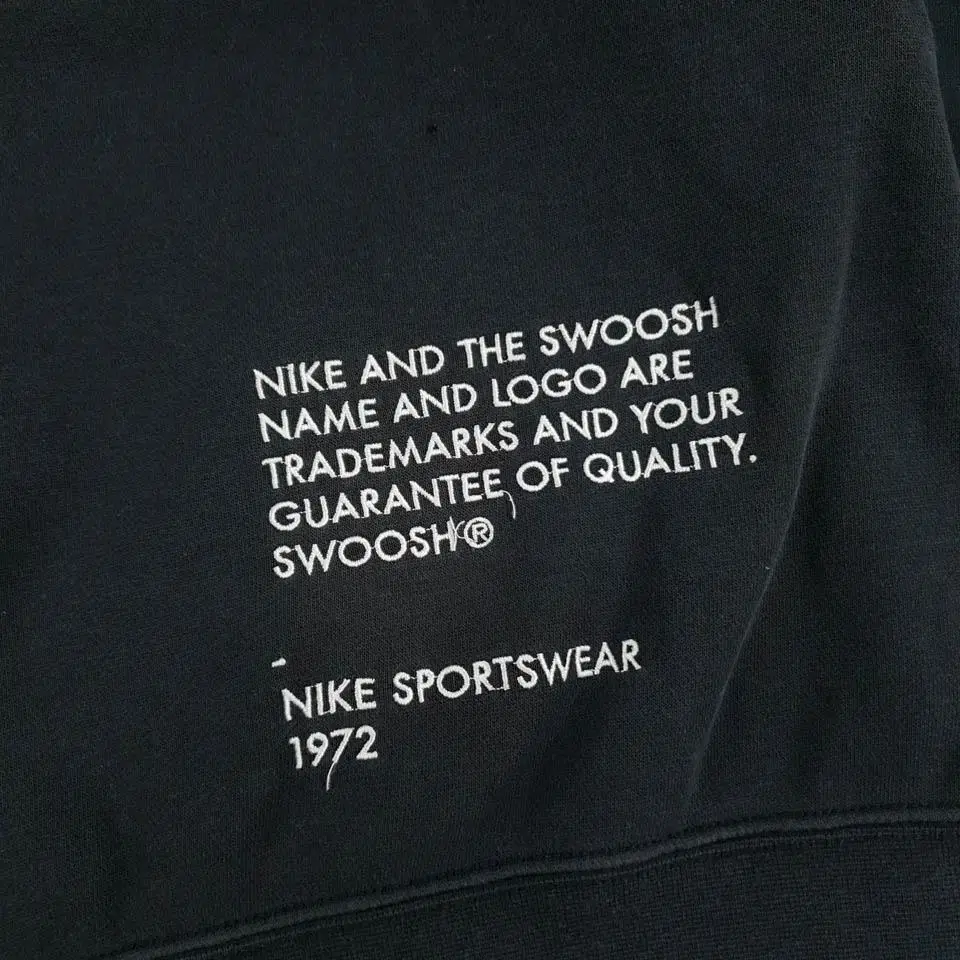 NIKE AND THE SWOOSH
NAME AND LOGO ARE
TRADEMARKS AND YOUR
GUARANTEE OF QUALITY.
SWOOSH®
-
NIKE SPORTSWEAR
1972